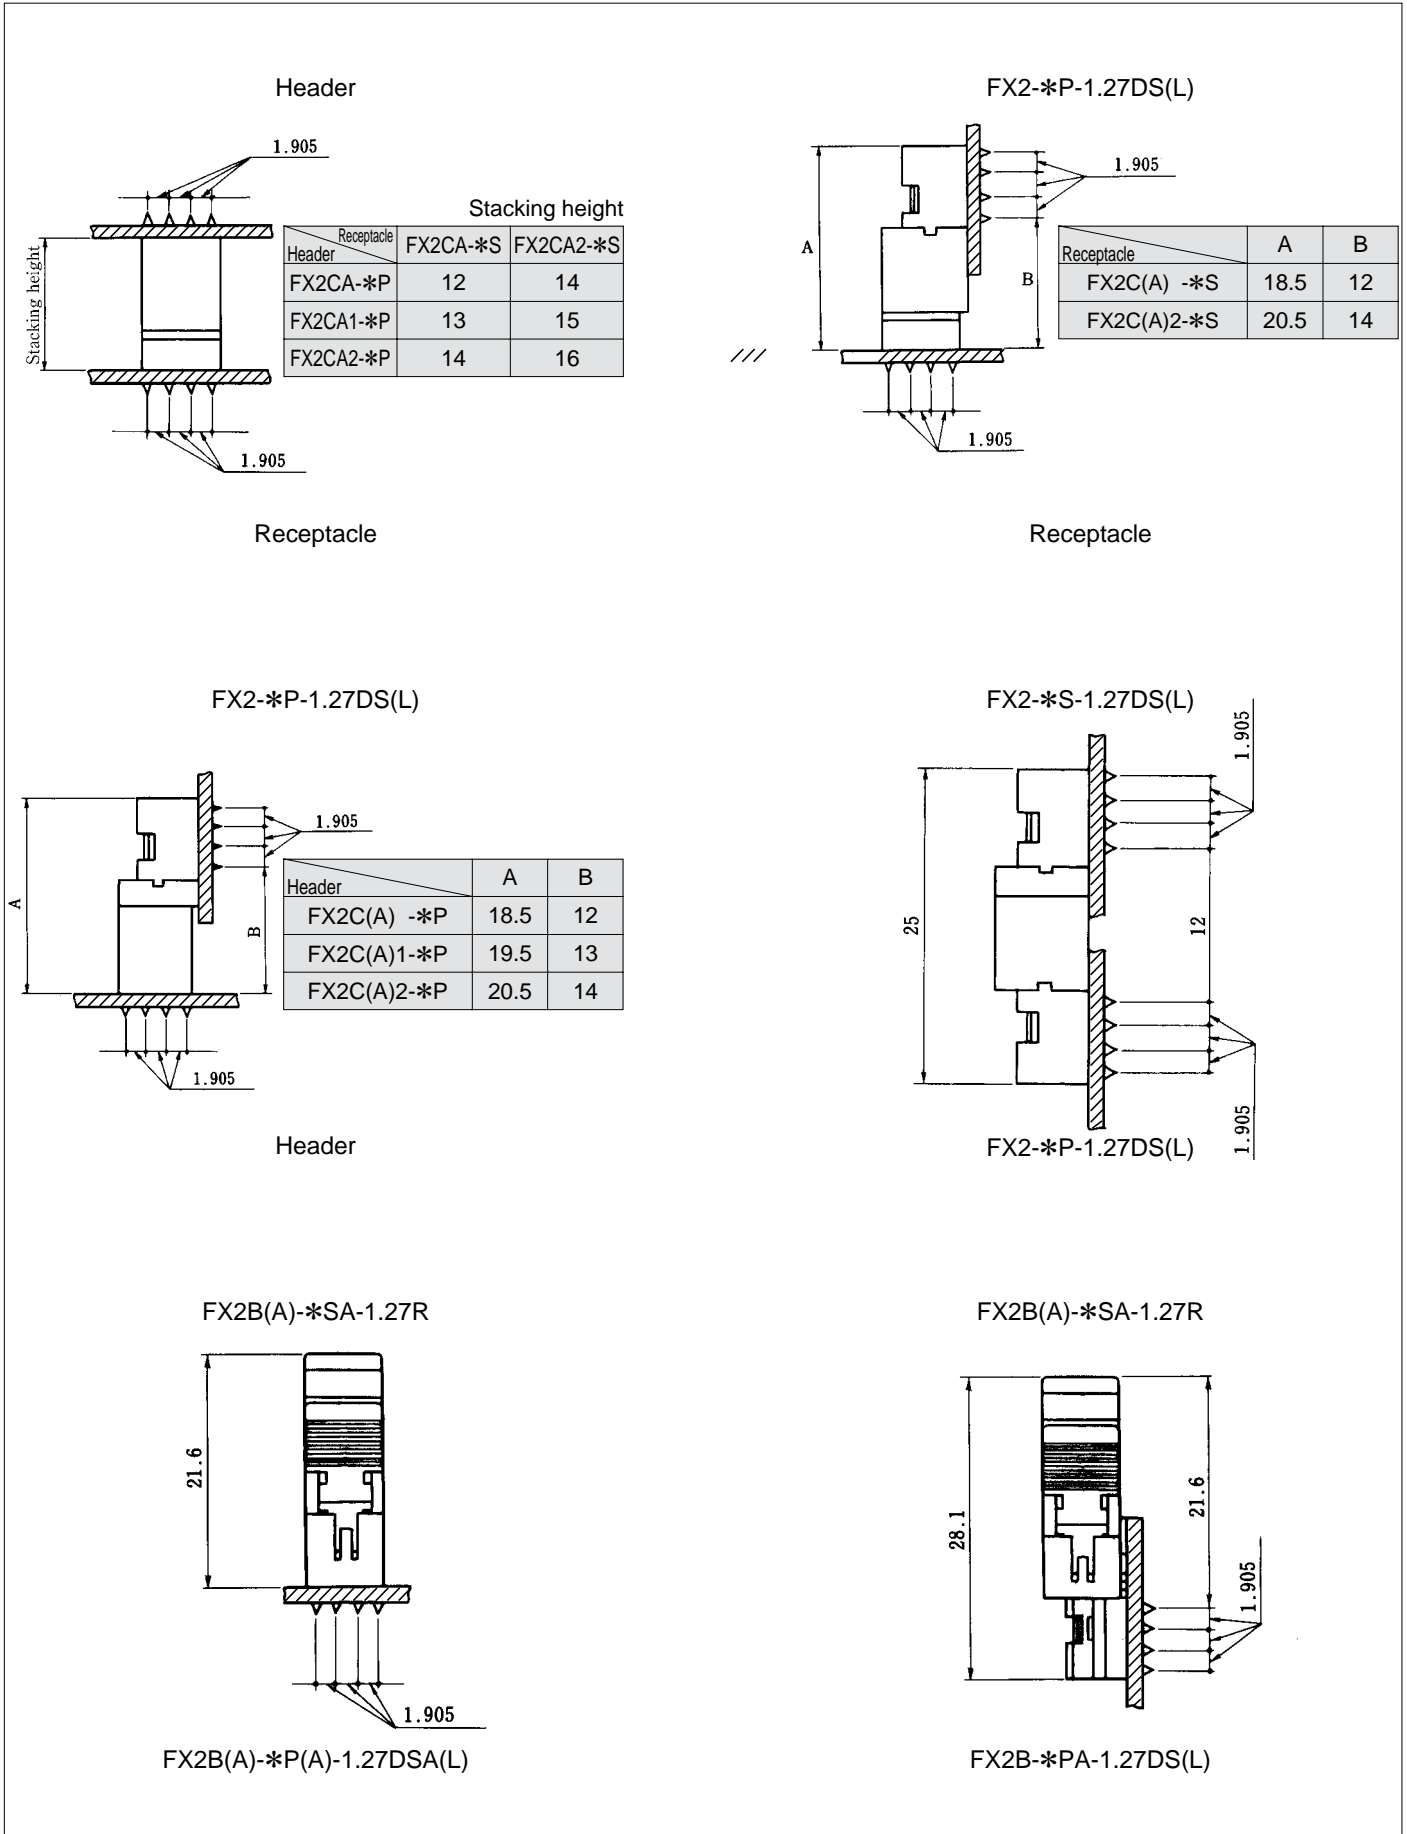 Header
1.905
Stacking height
Stacking height
Receptacle
Header
FX2CA-*S
FX2CA2-*S
FX2CA-*P
12
14
FX2CA1-*P
13
15
FX2CA2-*P
14
16
1.905
Receptacle
FX2-*P-1.27DS(L)
1.905
A
B
Receptacle
A
B
FX2C(A) -*S
18.5
12
FX2C(A)2-*S
20.5
14
1.905
Receptacle
FX2-*P-1.27DS(L)
1.905
A
B
Header
A
B
FX2C(A) -*P
18.5
12
FX2C(A)1-*P
19.5
13
FX2C(A)2-*P
20.5
14
1.905
Header
FX2-*S-1.27DS(L)
1.905
25
12
1.905
FX2-*P-1.27DS(L)
FX2B(A)-*SA-1.27R
21.6
1.905
FX2B(A)-*P(A)-1.27DSA(L)
FX2B(A)-*SA-1.27R
28.1
21.6
1.905
FX2B-*PA-1.27DS(L)